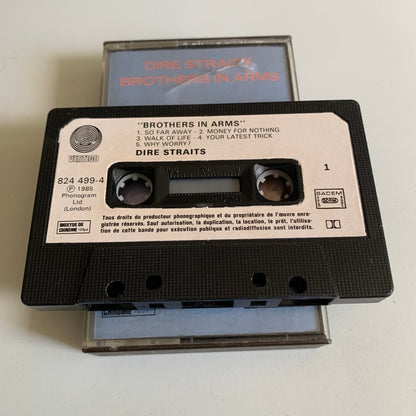 DIRE STRAITS
BROTHERS IN ARMS
"BROTHERS IN ARMS"
1. SO FAR AWAY - 2. MONEY FOR NOTHING
3. WALK OF LIFE - 4. YOUR LATEST TRICK
5. WHY WORRY?
DIRE STRAITS
VERTIGO
824 499-4
Ⓟ 1985
Phonogram
Ltd
(London)
1
SACEM
Tous droits du producteur phonographique et du propriétaire de l'œuvre enre-
gistrée réservés. Sauf autorisation, la duplication, la location, le prêt, l'utilisa-
tion de cette bande pour exécution publique et radiodiffusion sont interdits.
DE CHROME